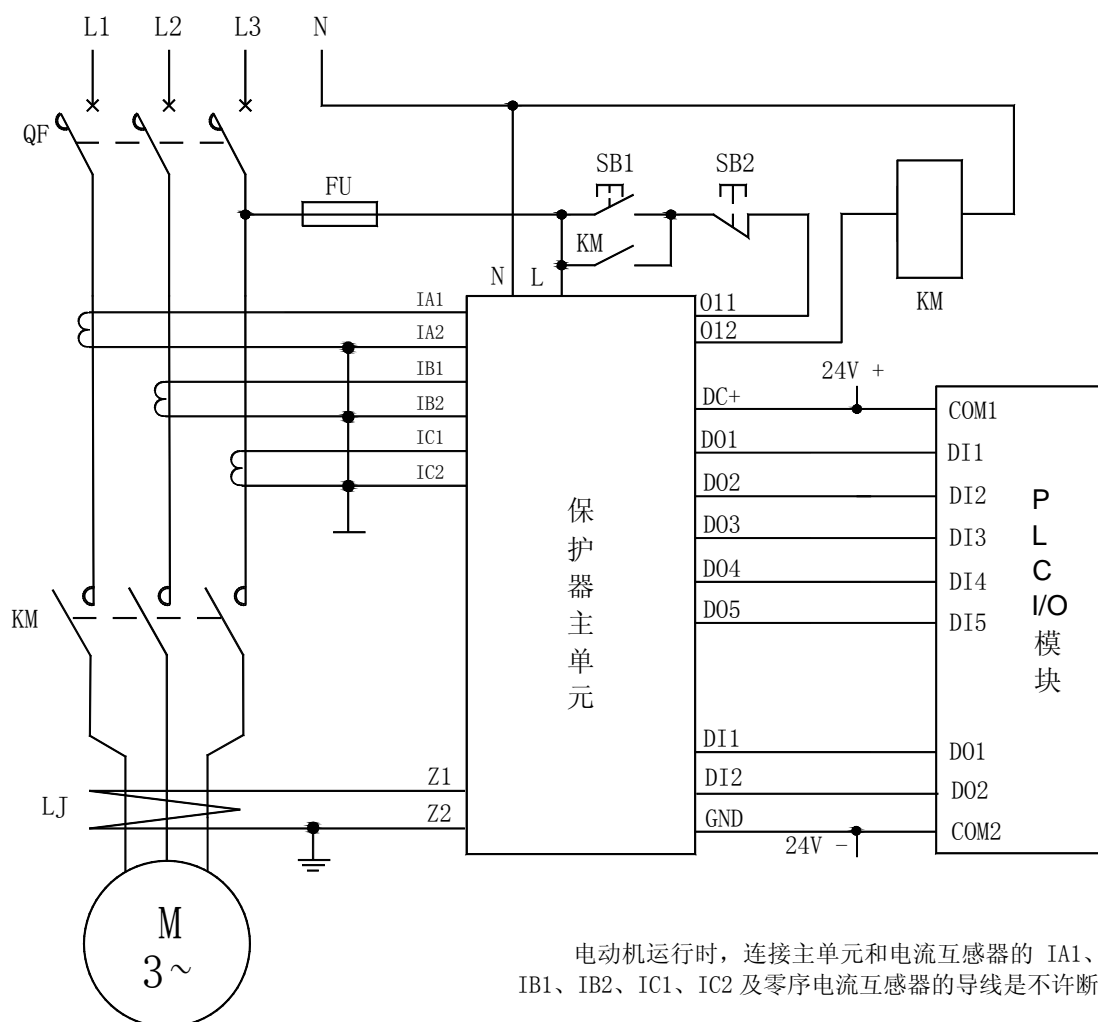 L1 L2 L3 N
QF
FU
SB1 SB2
KM
KM
N L
IA1
IA2
IB1
IB2
IC1
IC2
O11
O12
24V +
DC+
DO1
DO2
DO3
DO4
DO5
DI1
DI2
GND
24V -
COM1
DI1
DI2
DI3
DI4
DI5
DO1
DO2
COM2
保护器主单元
PLC I/O模块
KM
LJ
Z1
Z2
M
3~
电动机运行时，连接主单元和电流互感器的 IA1、
IB1、IB2、IC1、IC2 及零序电流互感器的导线是不许断